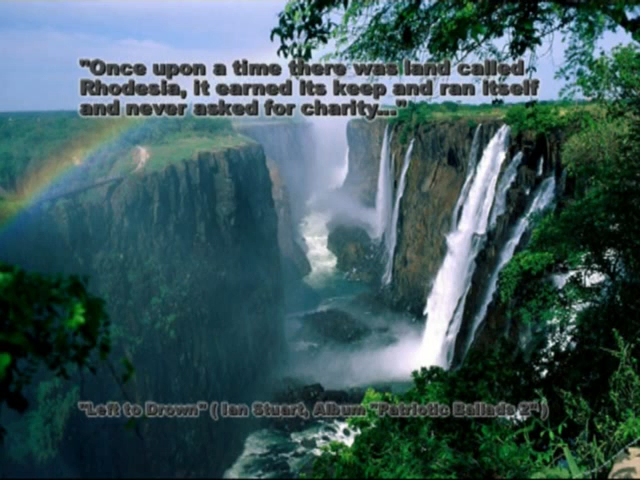 "Once upon a time there was land called
Rhodesia, it earned its keep and ran itself
and never asked for charity..."
"Left to Drown" ( Ian Stuart, Album "Patriotic Ballads 2" )